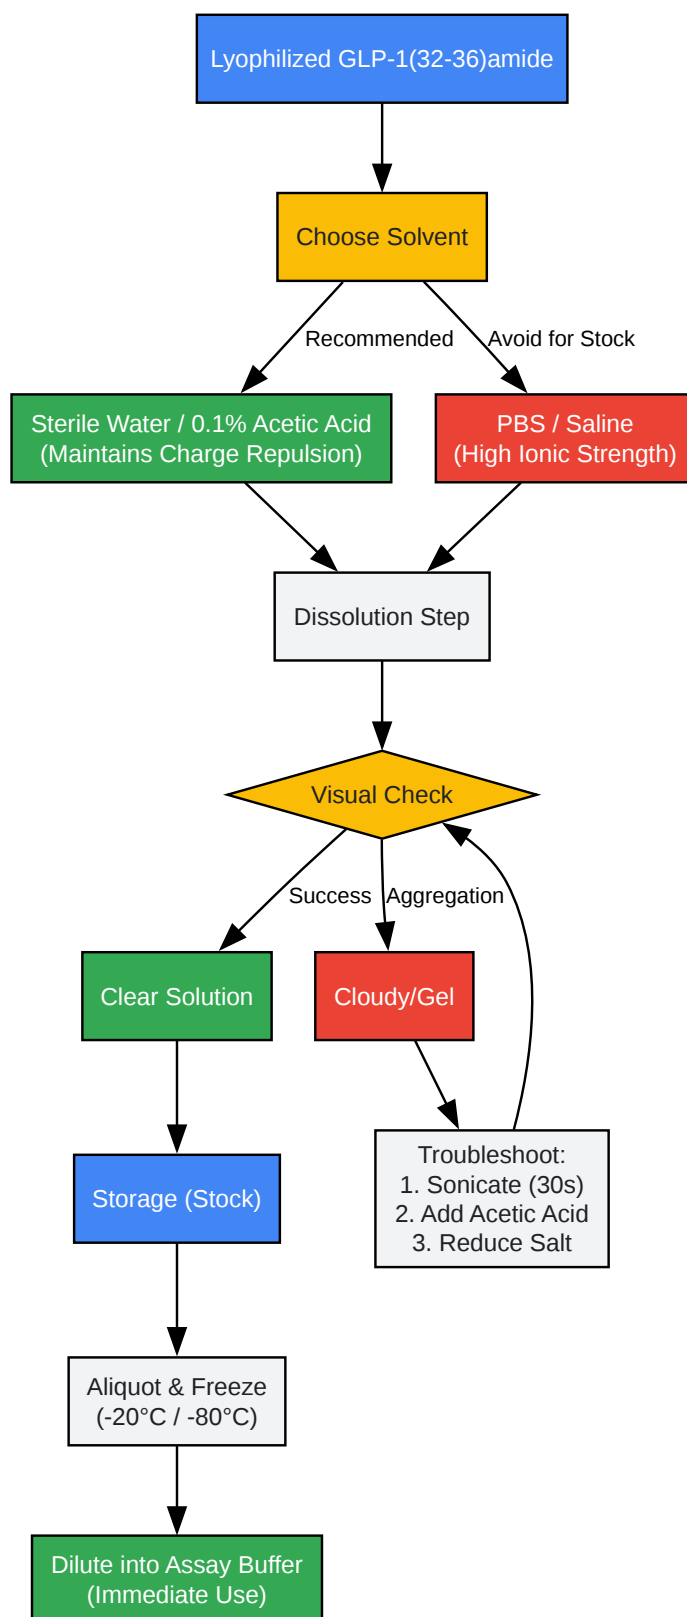 Lyophilized GLP-1(32-36)amide
Choose Solvent
Recommended
Avoid for Stock
Sterile Water / 0.1% Acetic Acid
(Maintains Charge Repulsion)
PBS / Saline
(High Ionic Strength)
Dissolution Step
Visual Check
Success
Aggregation
Clear Solution
Cloudy/Gel
Troubleshoot:
1. Sonicate (30s)
2. Add Acetic Acid
3. Reduce Salt
Storage (Stock)
Aliquot & Freeze
(-20°C / -80°C)
Dilute into Assay Buffer
(Immediate Use)